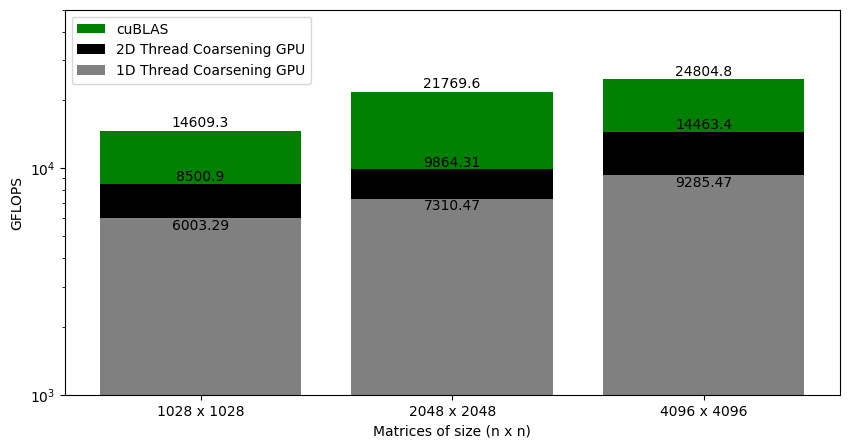 cuBLAS
2D Thread Coarsening GPU
1D Thread Coarsening GPU
24804.8
21769.6
14609.3
14463.4
9864.31
8500.9
9285.47
7310.47
6003.29
10^4
10^3
GFLOPS
1028 x 1028
2048 x 2048
4096 x 4096
Matrices of size (n x n)